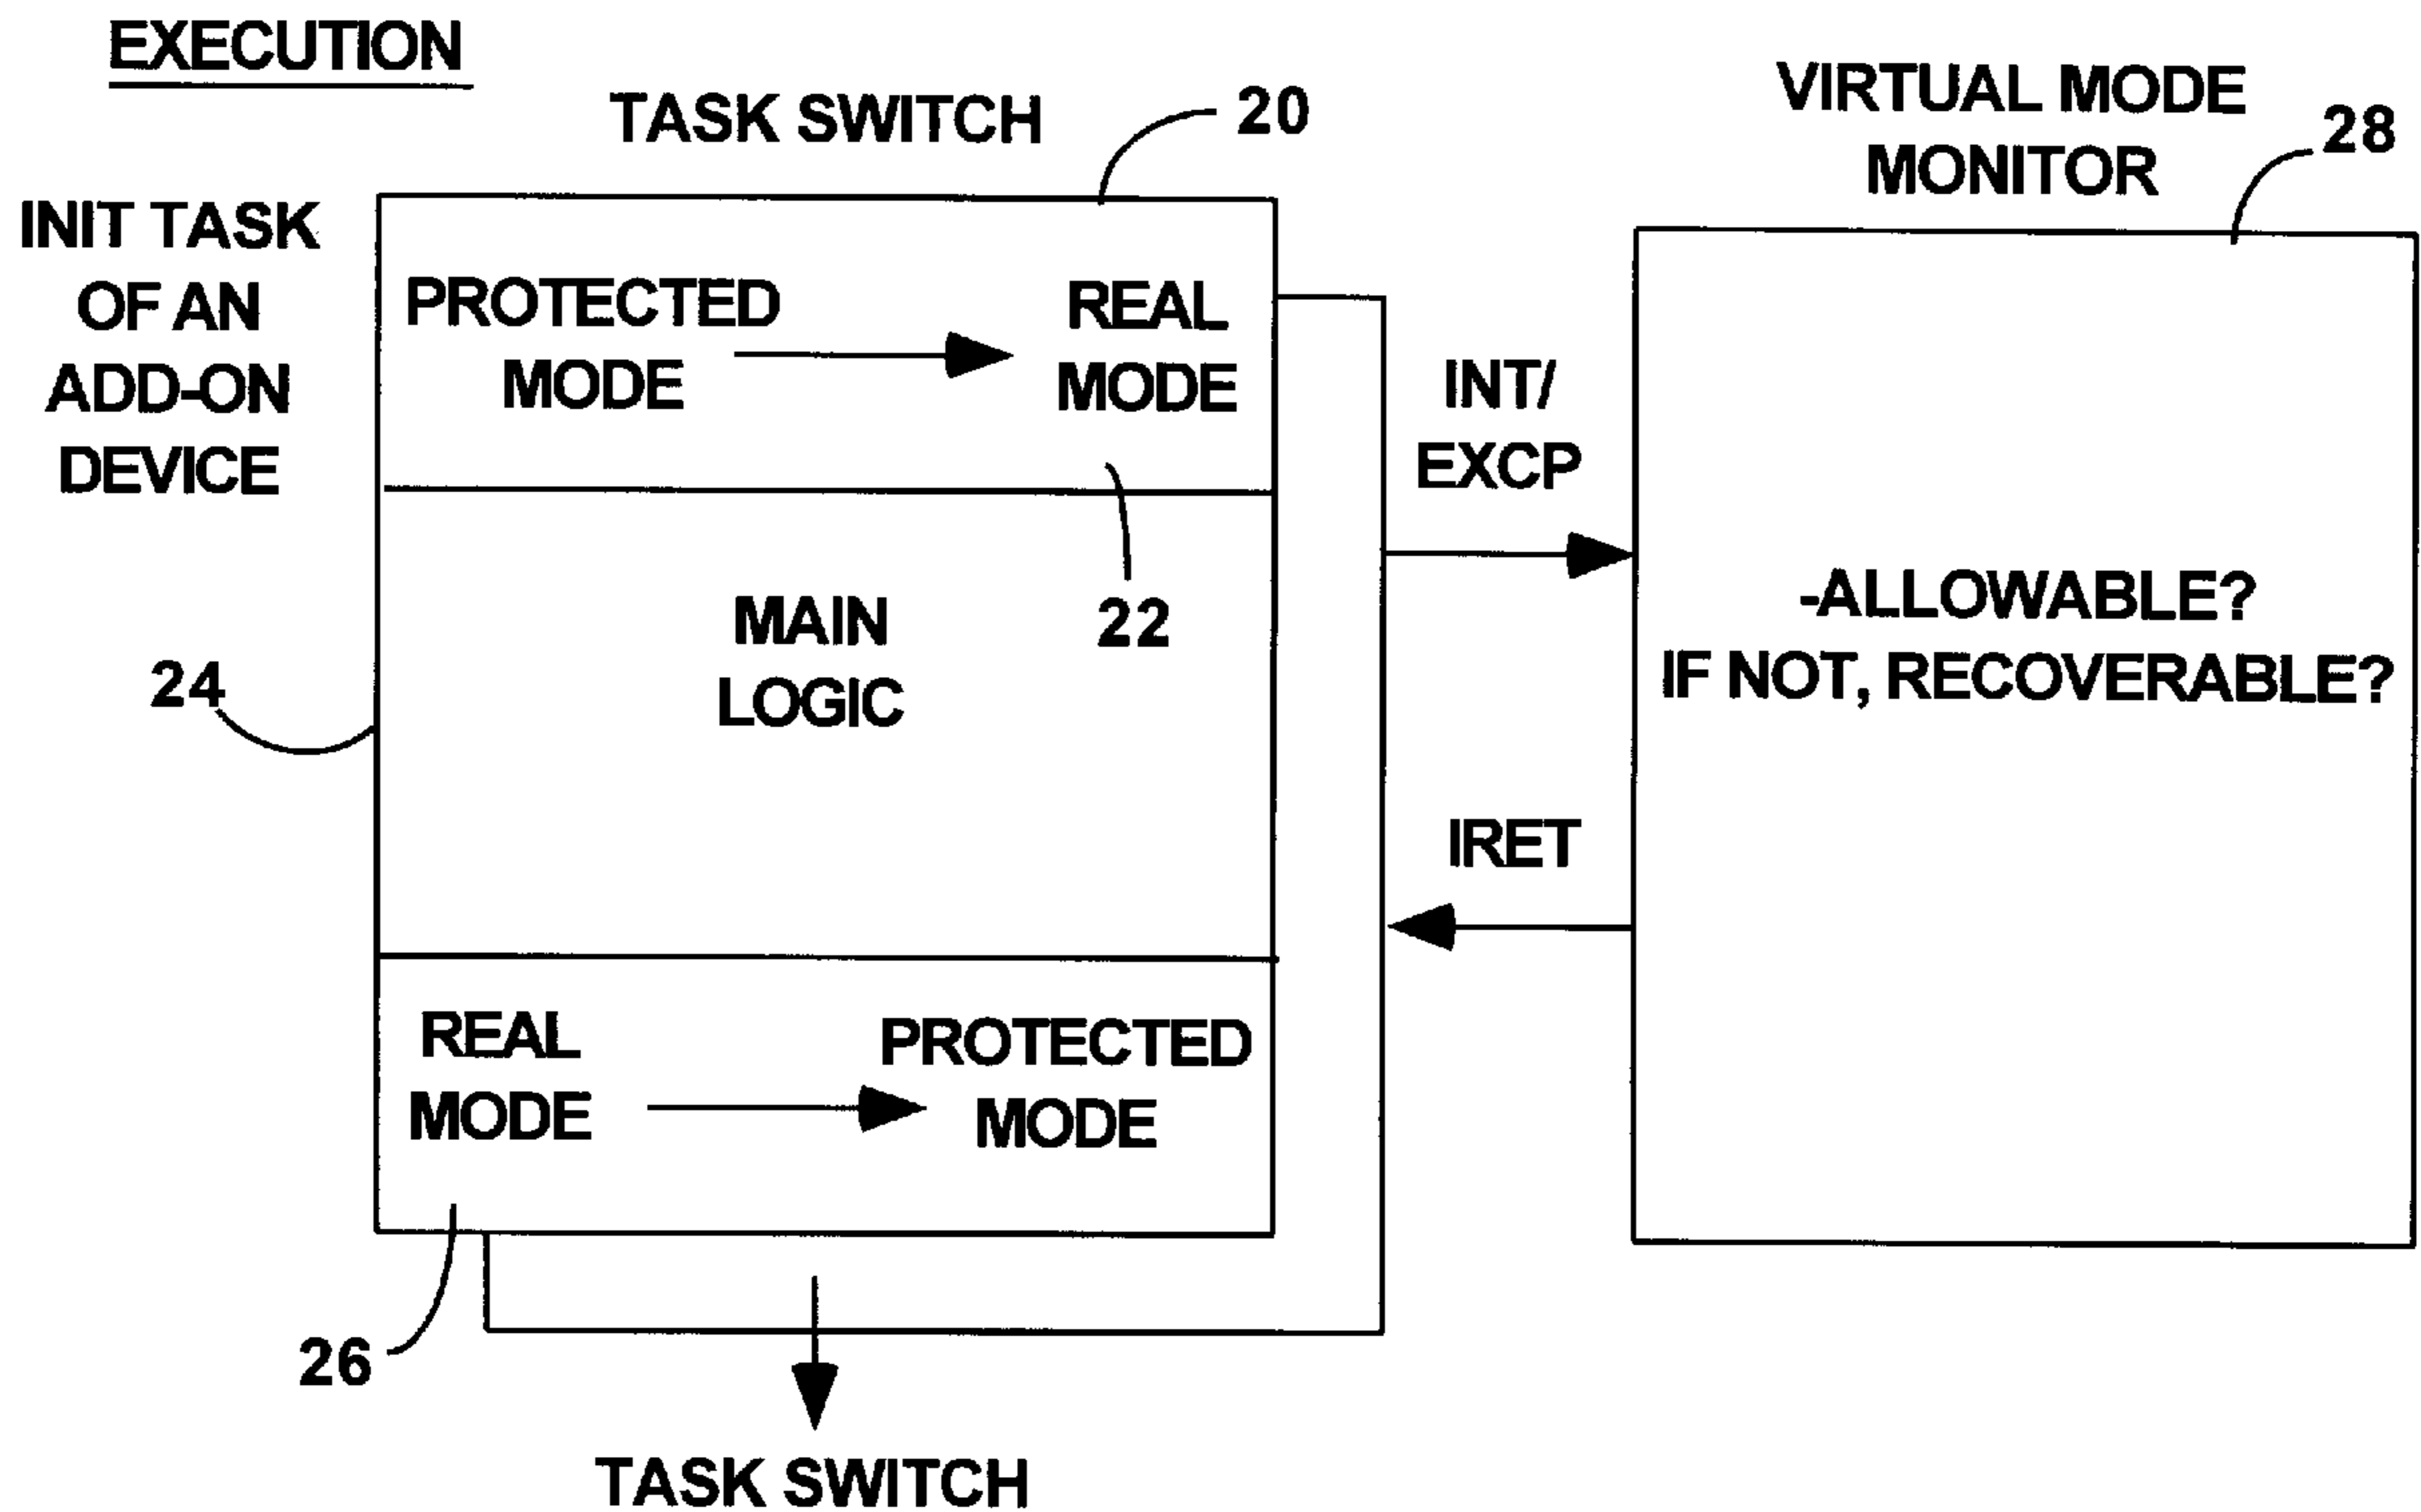 EXECUTION
TASK SWITCH
20
VIRTUAL MODE
MONITOR
28
INIT TASK
OF AN
ADD-ON
DEVICE
PROTECTED
MODE
REAL
MODE
22
INT/
EXCP
MAIN
LOGIC
24
-ALLOWABLE?
IF NOT, RECOVERABLE?
IRET
REAL
MODE
PROTECTED
MODE
26
TASK SWITCH